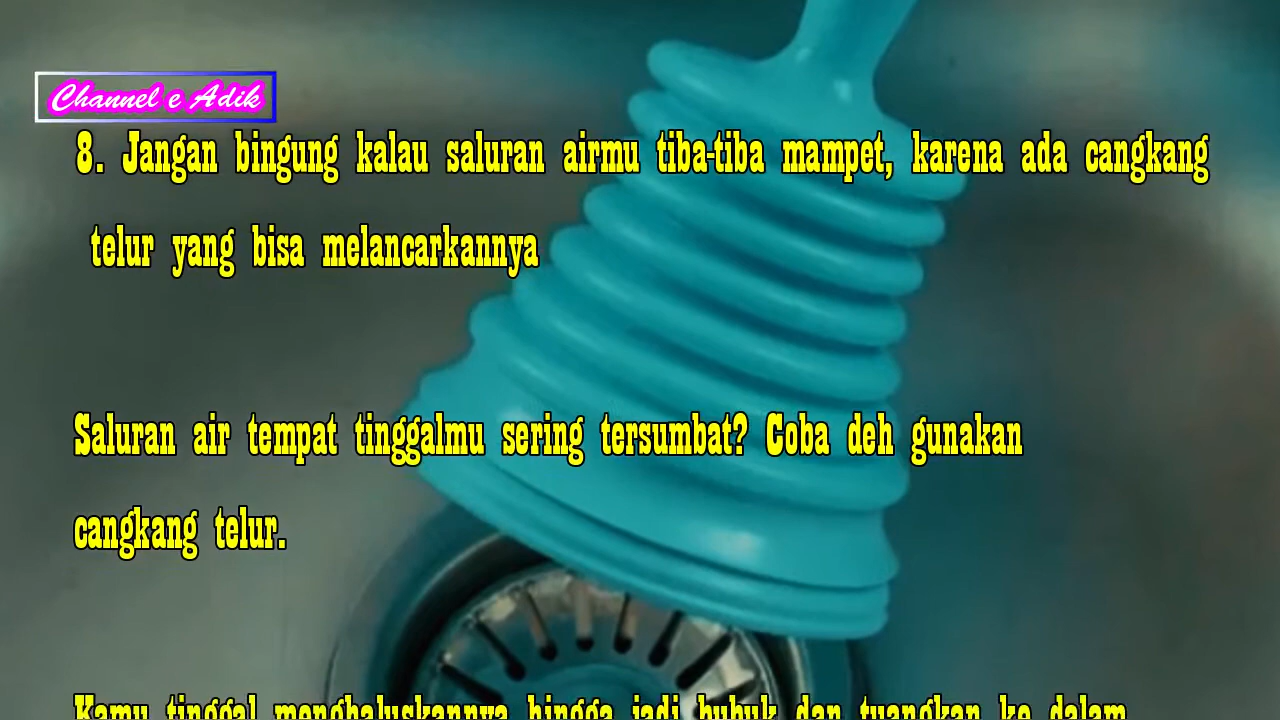 Channel e Adik
8. Jangan bingung kalau saluran airmu tiba-tiba mampet, karena ada cangkang
telur yang bisa melancarkannya
Saluran air tempat tinggalmu sering tersumbat? Coba deh gunakan
cangkang telur.
Kamu tinggal menghaluskannya hingga jadi bubuk dan tuangkan ke dalam